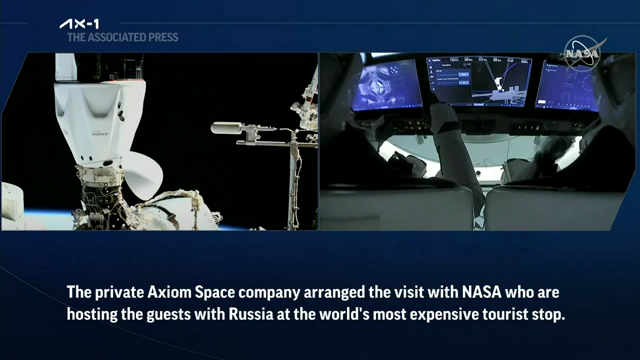 AX-1
THE ASSOCIATED PRESS
NASA
The private Axiom Space company arranged the visit with NASA who are
hosting the guests with Russia at the world's most expensive tourist stop.